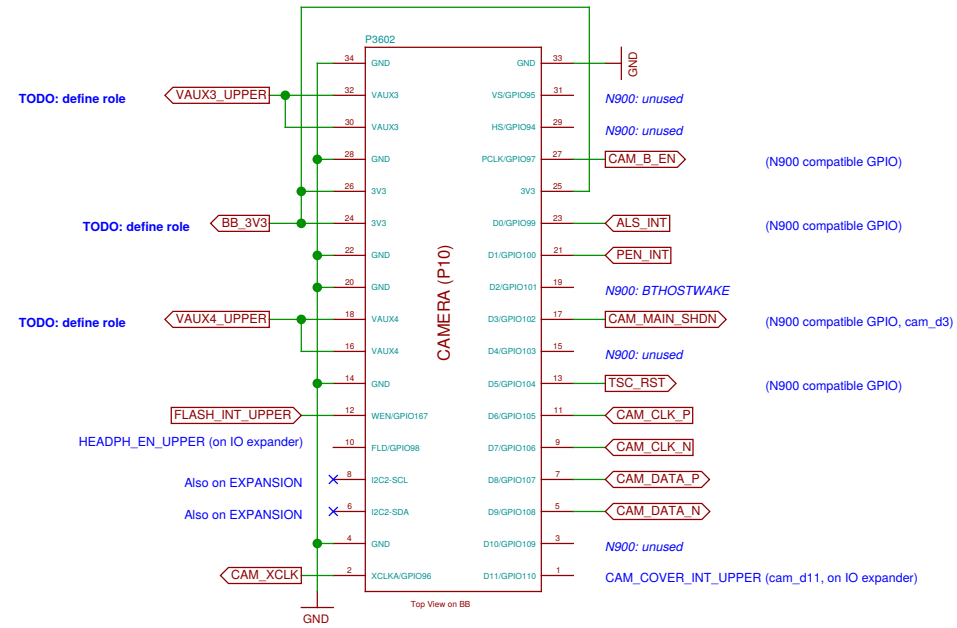 P3602
34 GND GND 33 GND
TODO: define role VAUX3_UPPER 32 VAUX3 VS/GPIO95 31 N900: unused
30 VAUX3 HS/GPIO94 29 N900: unused
28 GND PCLK/GPIO97 27 CAM_B_EN (N900 compatible GPIO)
26 3V3 3V3 25
TODO: define role BB_3V3 24 3V3 D0/GPIO99 23 ALS_INT (N900 compatible GPIO)
22 GND D1/GPIO100 21 PEN_INT
20 GND D2/GPIO101 19 N900: BTHOSTWAKE
CAMERA (P10)
TODO: define role VAUX4_UPPER 18 VAUX4 D3/GPIO102 17 CAM_MAIN_SHDN (N900 compatible GPIO, cam_d3)
16 VAUX4 D4/GPIO103 15 N900: unused
14 GND D5/GPIO104 13 TSC_RST (N900 compatible GPIO)
FLASH_INT_UPPER 12 WEN/GPIO167 D6/GPIO105 11 CAM_CLK_P
HEADPH_EN_UPPER (on IO expander) 10 FLD/GPIO98 D7/GPIO106 9 CAM_CLK_N
Also on EXPANSION 8 I2C2-SCL D8/GPIO107 7 CAM_DATA_P
Also on EXPANSION 6 I2C2-SDA D9/GPIO108 5 CAM_DATA_N
4 GND D10/GPIO109 3 N900: unused
CAM_XCLK 2 XCLKA/GPIO96 D11/GPIO110 1 CAM_COVER_INT_UPPER (cam_d11, on IO expander)
Top View on BB
GND